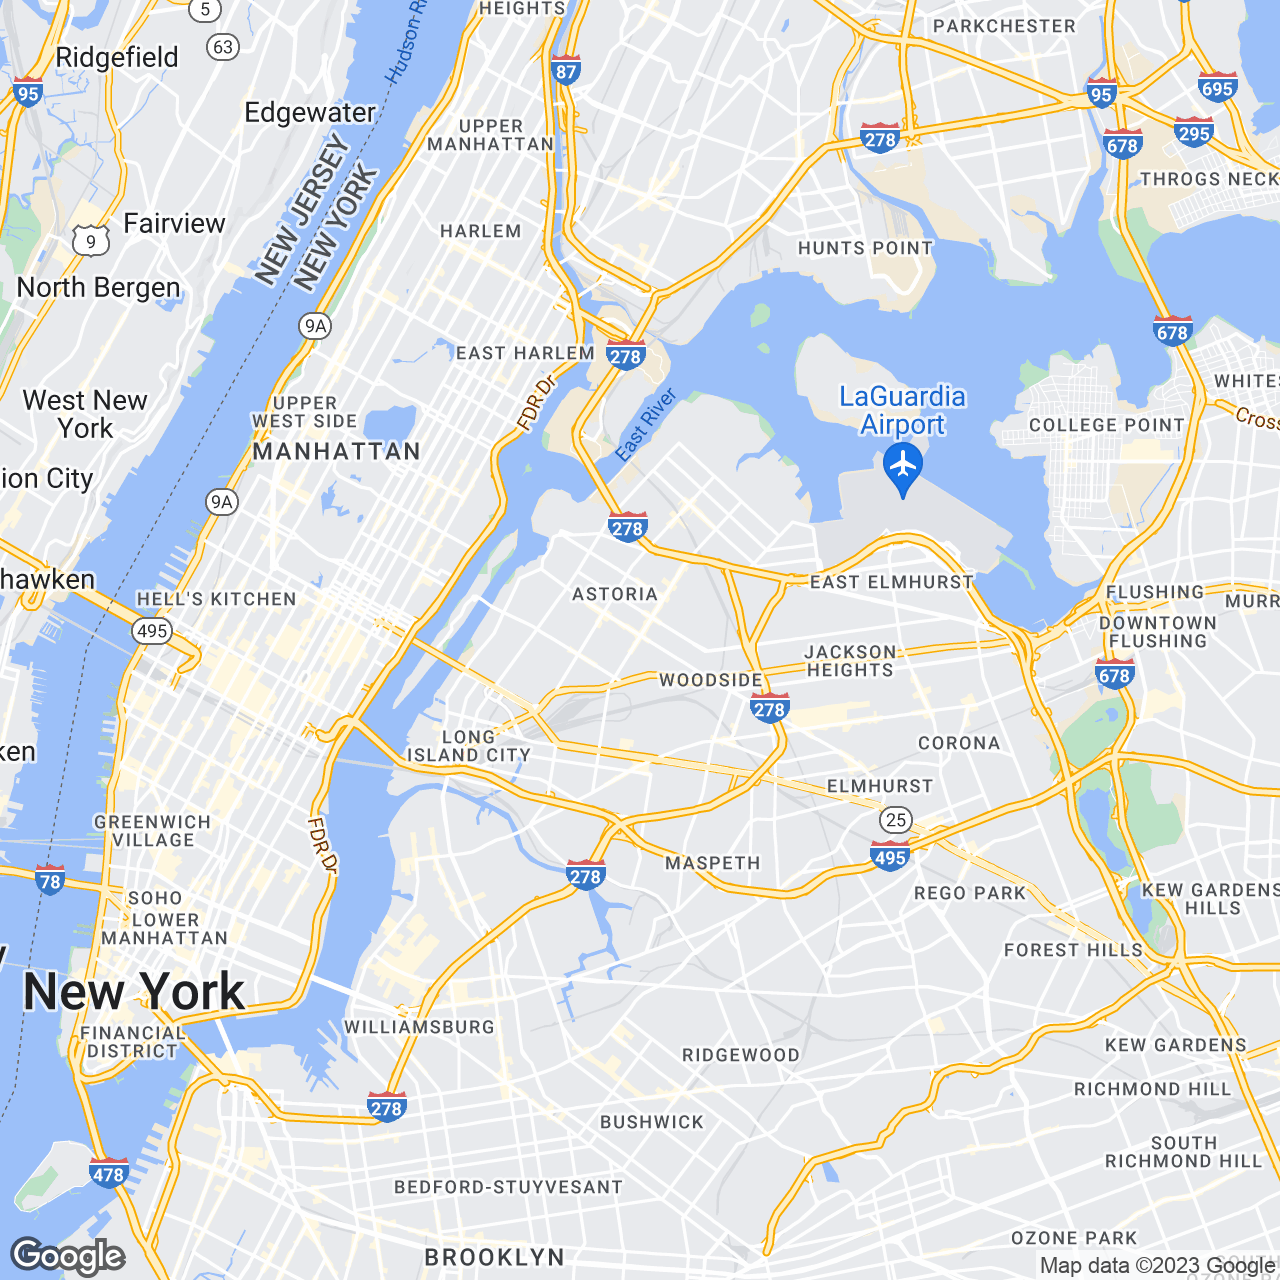 HEIGHTS
5
63
Hudson Ri
PARKCHESTER
Ridgefield
87
95
95
695
Edgewater
UPPER
MANHATTAN
278
295
678
NEW JERSEY
NEW YORK
THROGS NECK
Fairview
9
HARLEM
HUNTS POINT
North Bergen
9A
678
EAST HARLEM
278
FDR Dr
WHITES
West New
York
UPPER
WEST SIDE
East River
LaGuardia
Airport
Cross
COLLEGE POINT
MANHATTAN
ion City
9A
278
hawken
ASTORIA
EAST ELMHURST
FLUSHING
HELL'S KITCHEN
MURR
495
DOWNTOWN
FLUSHING
JACKSON
HEIGHTS
WOODSIDE
678
278
LONG
ISLAND CITY
CORONA
ken
ELMHURST
GREENWICH
VILLAGE
FDR Dr
25
495
MASPETH
78
278
SOHO
REGO PARK
KEW GARDENS
HILLS
LOWER
MANHATTAN
FOREST HILLS
y
New York
FINANCIAL
DISTRICT
WILLIAMSBURG
RIDGEWOOD
KEW GARDENS
RICHMOND HILL
278
BUSHWICK
SOUTH
RICHMOND HILL
478
BEDFORD-STUYVESANT
OZONE PARK
Google
BROOKLYN
Map data ©2023 Google